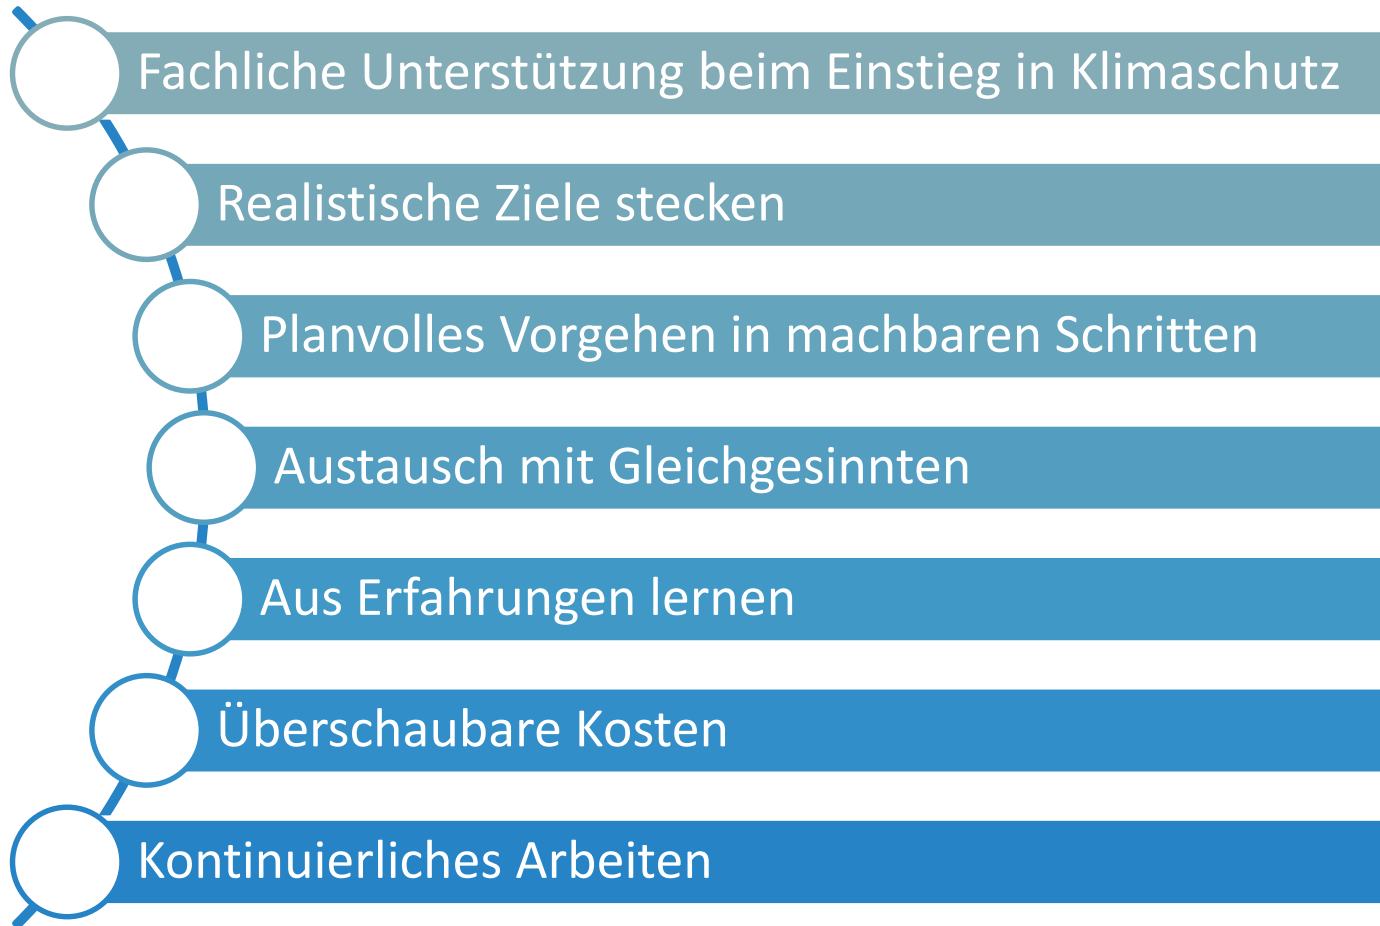 Fachliche Unterstützung beim Einstieg in Klimaschutz
Realistische Ziele stecken
Planvolles Vorgehen in machbaren Schritten
Austausch mit Gleichgesinnten
Aus Erfahrungen lernen
Überschaubare Kosten
Kontinuierliches Arbeiten